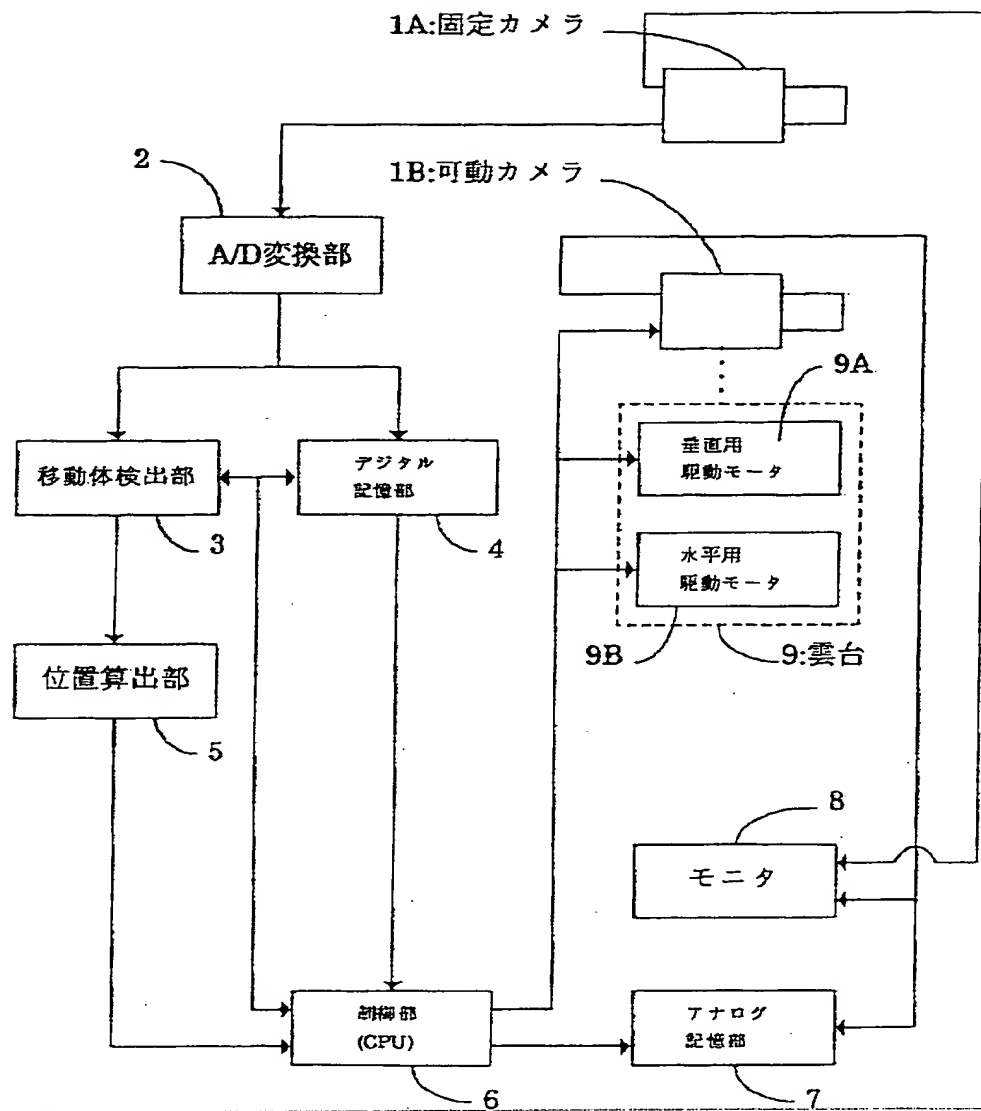 1A:固定カメラ
1B:可動カメラ
2
A/D変換部
9A
垂直用
駆動モータ
移動体検出部
デジタル
記憶部
3
4
水平用
駆動モータ
9B
9:雲台
位置算出部
5
8
モニタ
制御部
(CPU)
アナログ
記憶部
6
7